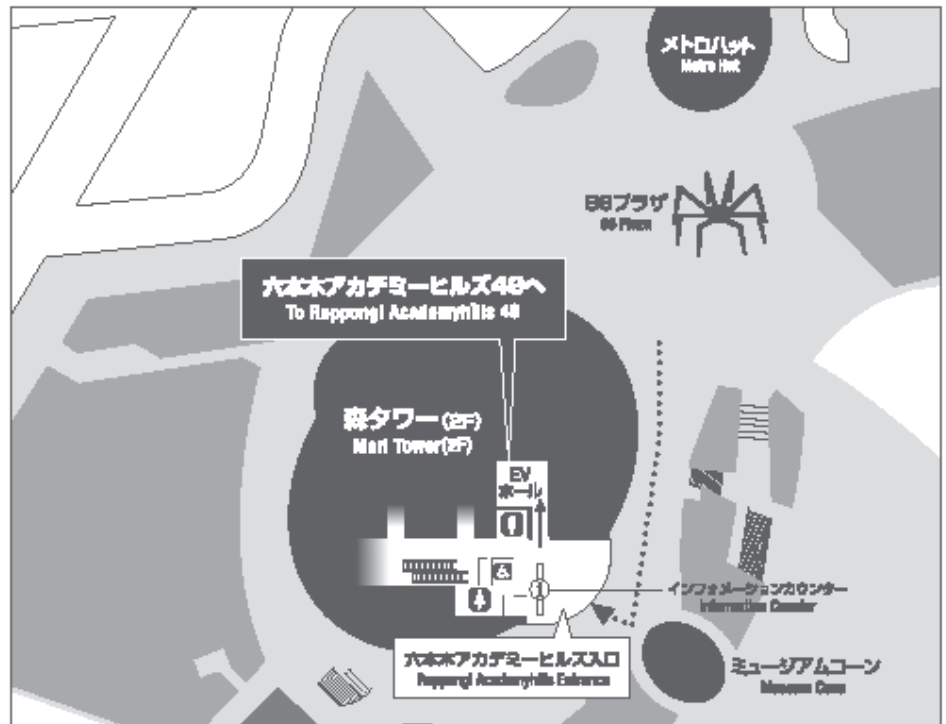 メトロハット
Metro Hat
66プラザ
66 Plaza
六本木アカデミーヒルズ49へ
To Roppongi Academyhills 49
森タワー(2F)
Mori Tower(2F)
EV
ホール
インフォメーションカウンター
Information Counter
六本木アカデミーヒルズ入口
Roppongi Academyhills Entrance
ミュージアムコーン
Museum Cone